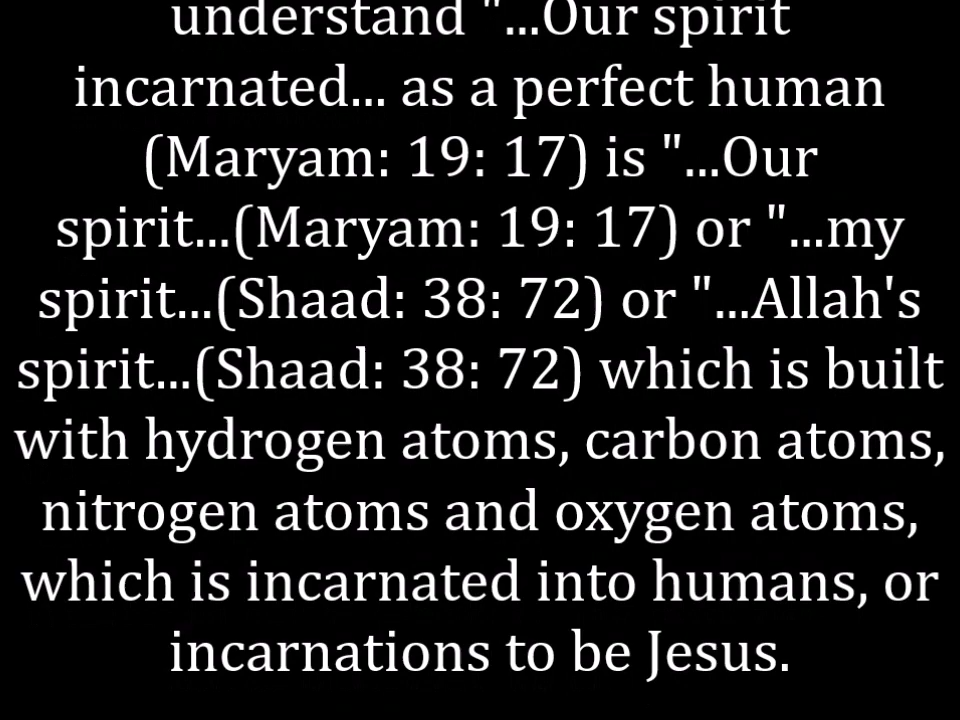 understand "...Our spirit
incarnated... as a perfect human
(Maryam: 19: 17) is "...Our
spirit...(Maryam: 19: 17) or "...my
spirit...(Shaad: 38: 72) or "...Allah's
spirit...(Shaad: 38: 72) which is built
with hydrogen atoms, carbon atoms,
nitrogen atoms and oxygen atoms,
which is incarnated into humans, or
incarnations to be Jesus.